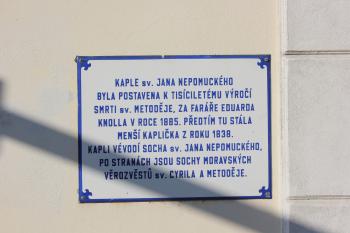 KAPLE sv. JANA NEPOMUCKÉHO
BYLA POSTAVENA K TISÍCILETÉMU VÝROČÍ
SMRTI sv. METODĚJE, ZA FARÁŘE EDUARDA
KNOLLA V ROCE 1885. PŘEDTÍM TU STÁLA
MENŠÍ KAPLIČKA Z ROKU 1838.
KAPLI VÉVODÍ SOCHA sv. JANA NEPOMUCKÉHO,
PO STRANÁCH JSOU SOCHY MORAVSKÝCH
VĚROZVĚSTŮ sv. CYRILA A METODĚJE.